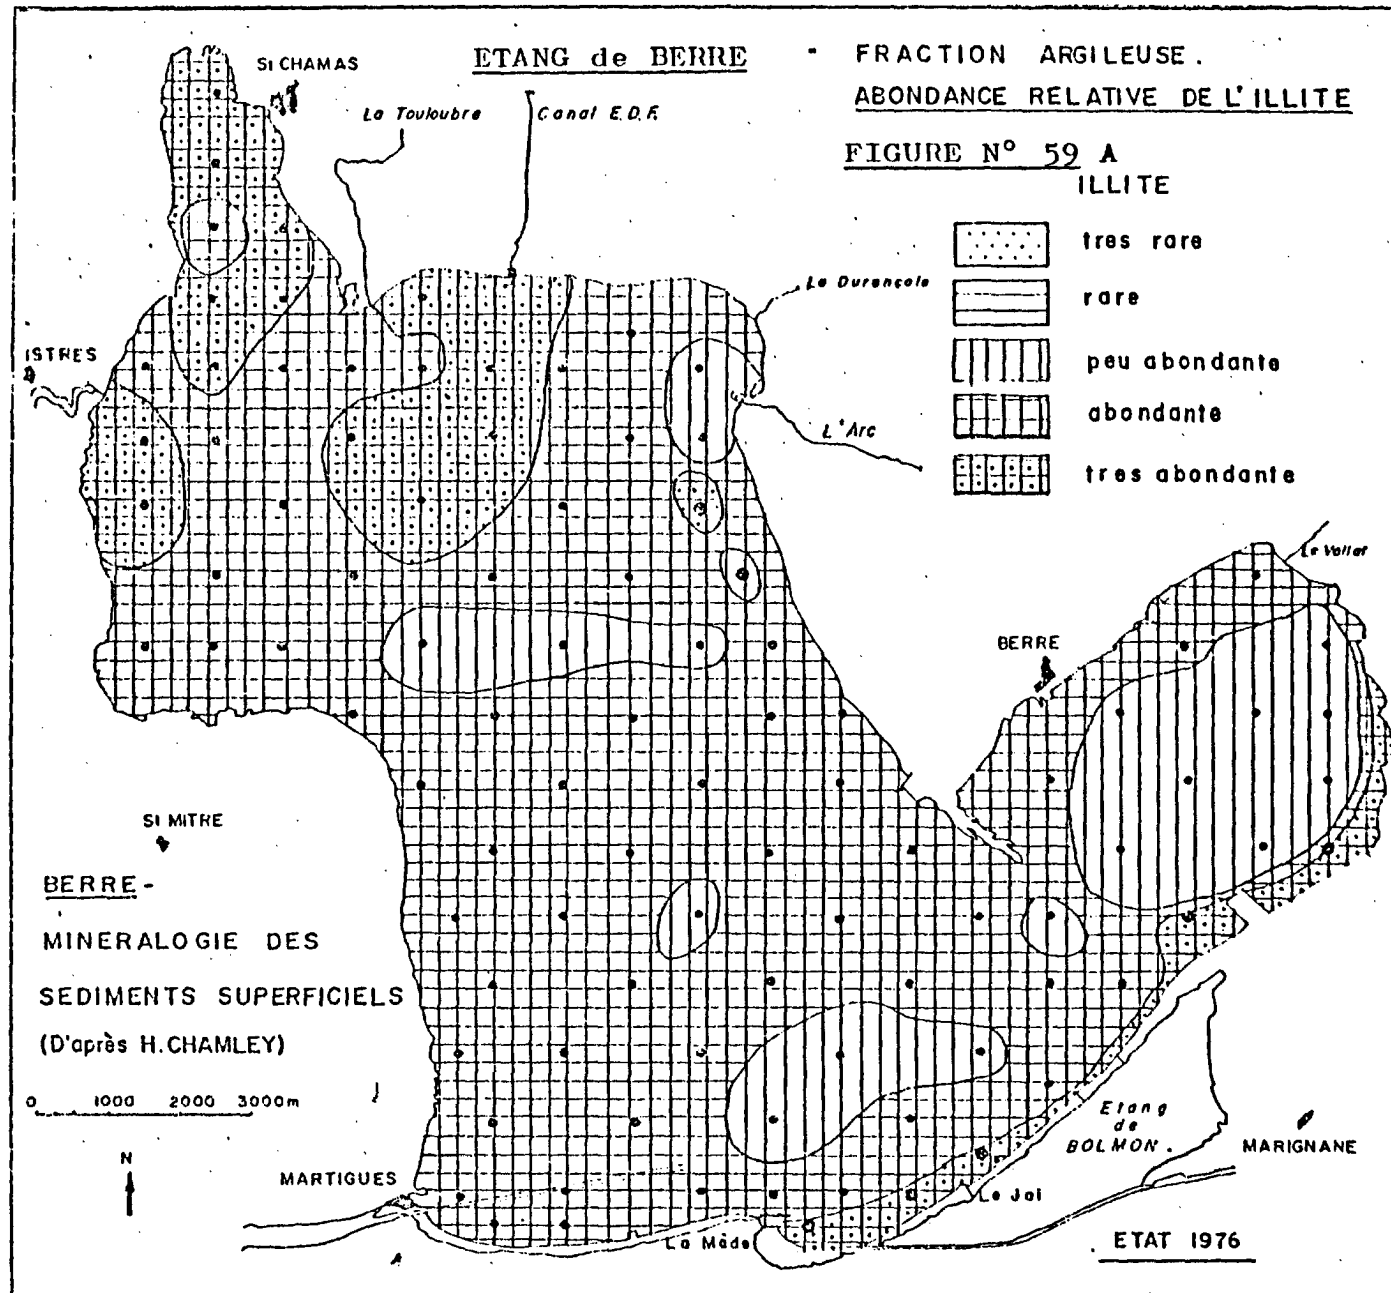 ETANG de BERRE - FRACTION ARGILEUSE.
ABONDANCE RELATIVE DE L'ILLITE
FIGURE N° 59 A
ILLITE
tres rare
rare
peu abondante
abondante
tres abondante
St CHAMAS
La Touloubre
Canal E.D.F.
La Durançole
ISTRES
L'Arc
Le Vallat
BERRE
St MITRE
BERRE-
MINERALOGIE DES
SEDIMENTS SUPERFICIELS
(D'après H.CHAMLEY)
0 1000 2000 3000m
N
MARTIGUES
Etang
de
BOLMON.
MARIGNANE
Le Jai
La Mède
ETAT 1976